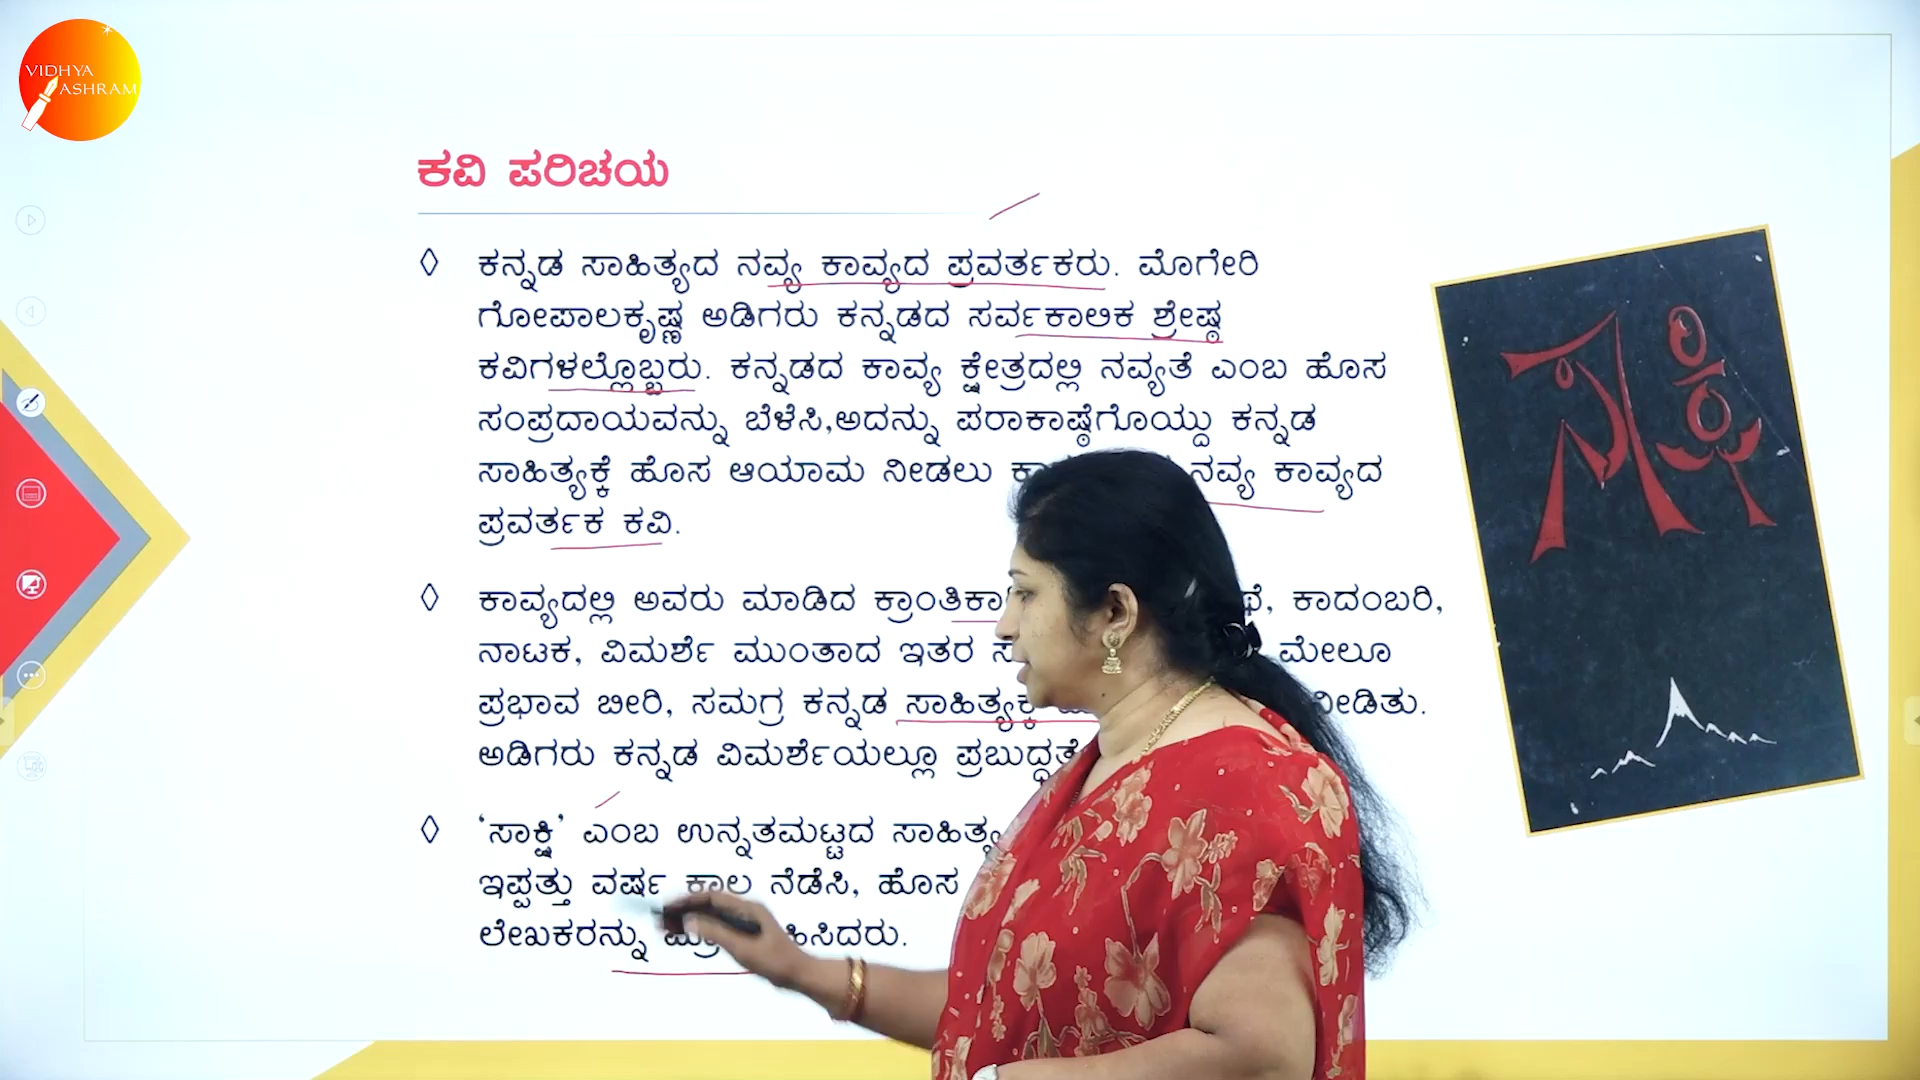 VIDHYA
ASHRAM
ಕವಿ ಪರಿಚಯ
ಕನ್ನಡ ಸಾಹಿತ್ಯದ ನವ್ಯ ಕಾವ್ಯದ ಪ್ರವರ್ತಕರು. ಮೊಗೇರಿ
ಗೋಪಾಲಕೃಷ್ಣ ಅಡಿಗರು ಕನ್ನಡದ ಸರ್ವಕಾಲಿಕ ಶ್ರೇಷ್ಠ
ಕವಿಗಳಲ್ಲೊಬ್ಬರು. ಕನ್ನಡದ ಕಾವ್ಯ ಕ್ಷೇತ್ರದಲ್ಲಿ ನವ್ಯತೆ ಎಂಬ ಹೊಸ
ಸಂಪ್ರದಾಯವನ್ನು ಬೆಳೆಸಿ,ಅದನ್ನು ಪರಾಕಾಷ್ಠೆಗೊಯ್ದು ಕನ್ನಡ
ಸಾಹಿತ್ಯಕ್ಕೆ ಹೊಸ ಆಯಾಮ ನೀಡಲು ನವ್ಯ ಕಾವ್ಯದ
ಪ್ರವರ್ತಕ ಕವಿ.
ಕಾವ್ಯದಲ್ಲಿ ಅವರು ಮಾಡಿದ ಕಾದಂಬರಿ,
ನಾಟಕ, ವಿಮರ್ಶೆ ಮುಂತಾದ ಇತರ ಮೇಲೂ
ಪ್ರಭಾವ ಬೀರಿ, ಸಮಗ್ರ ಕನ್ನಡ ಸಾಹಿತ್ಯಕ್ಕೆ ನೀಡಿತು.
ಅಡಿಗರು ಕನ್ನಡ ವಿಮರ್ಶೆಯಲ್ಲೂ
'ಸಾಕ್ಷಿ' ಎಂಬ ಉನ್ನತಮಟ್ಟದ
ಇಪ್ಪತ್ತು ವರ್ಷ ಕಾಲ ನೆಡೆಸಿ, ಹೊಸ
ಲೇಖಕರನ್ನು
ಸಾಕ್ಷಿ